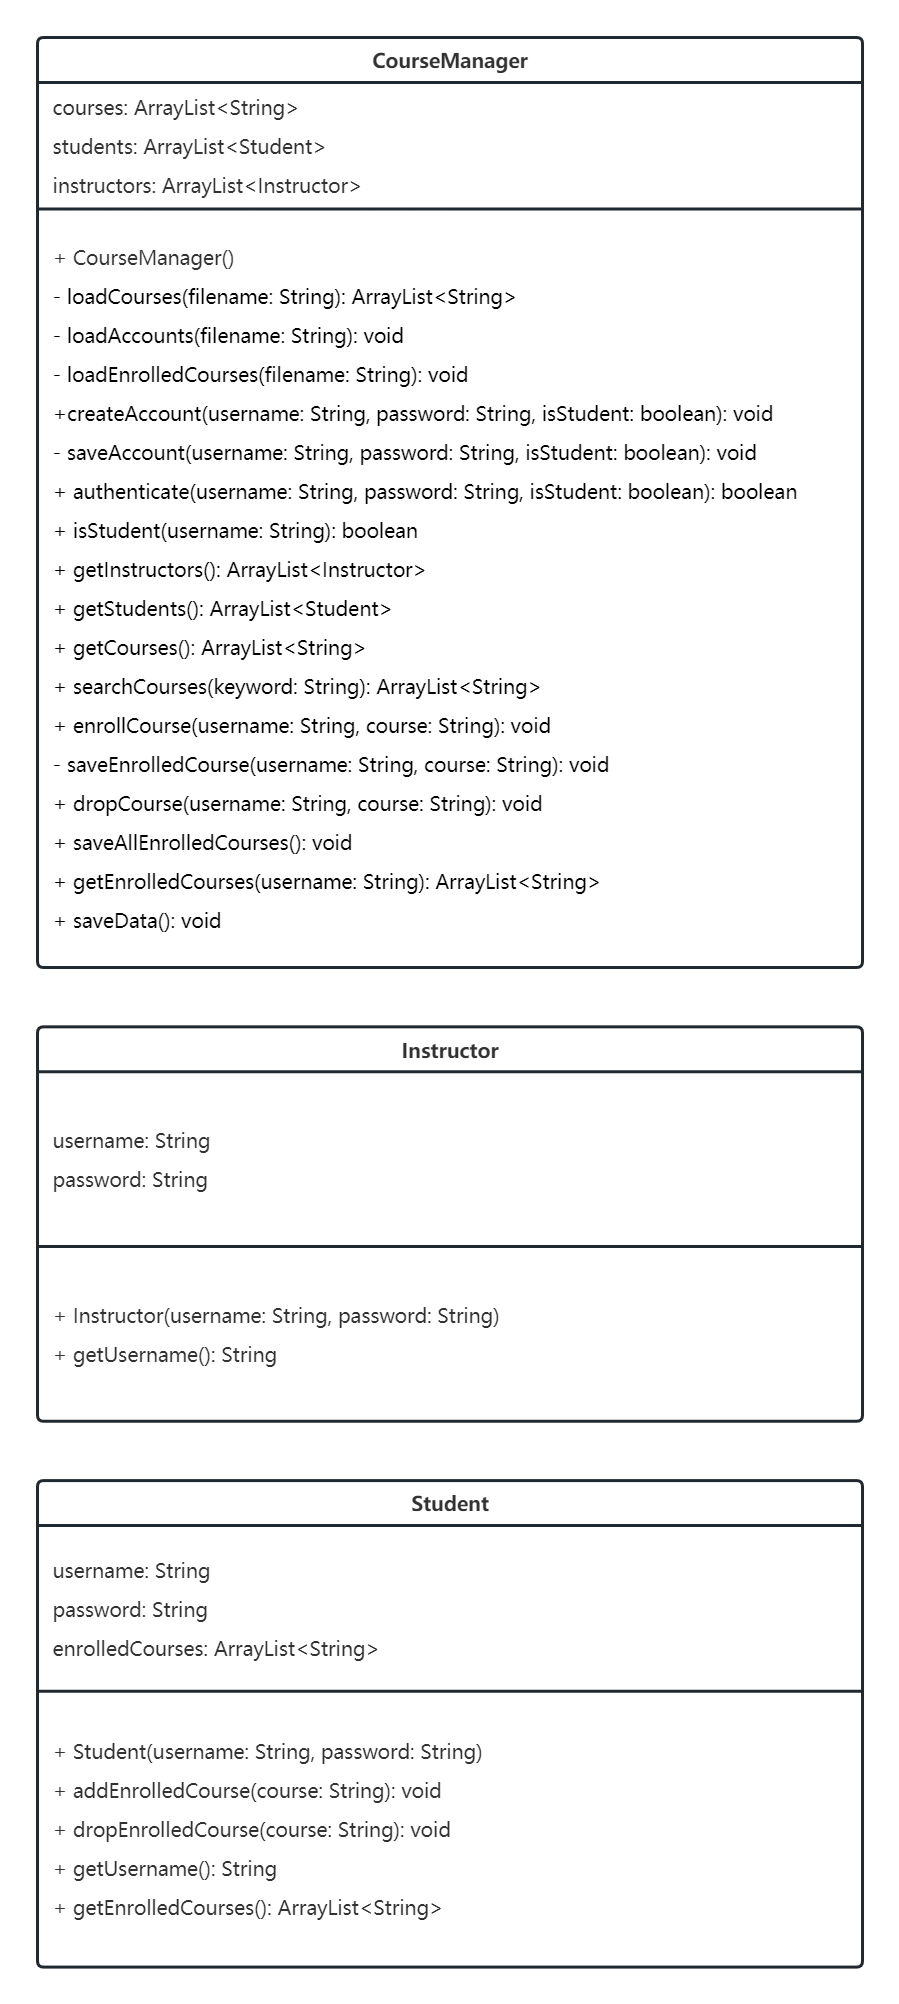 CourseManager
courses: ArrayList<String>
students: ArrayList<Student>
instructors: ArrayList<Instructor>
+ CourseManager()
- loadCourses(filename: String): ArrayList<String>
- loadAccounts(filename: String): void
- loadEnrolledCourses(filename: String): void
+createAccount(username: String, password: String, isStudent: boolean): void
- saveAccount(username: String, password: String, isStudent: boolean): void
+ authenticate(username: String, password: String, isStudent: boolean): boolean
+ isStudent(username: String): boolean
+ getInstructors(): ArrayList<Instructor>
+ getStudents(): ArrayList<Student>
+ getCourses(): ArrayList<String>
+ searchCourses(keyword: String): ArrayList<String>
+ enrollCourse(username: String, course: String): void
- saveEnrolledCourse(username: String, course: String): void
+ dropCourse(username: String, course: String): void
+ saveAllEnrolledCourses(): void
+ getEnrolledCourses(username: String): ArrayList<String>
+ saveData(): void
Instructor
username: String
password: String
+ Instructor(username: String, password: String)
+ getUsername(): String
Student
username: String
password: String
enrolledCourses: ArrayList<String>
+ Student(username: String, password: String)
+ addEnrolledCourse(course: String): void
+ dropEnrolledCourse(course: String): void
+ getUsername(): String
+ getEnrolledCourses(): ArrayList<String>